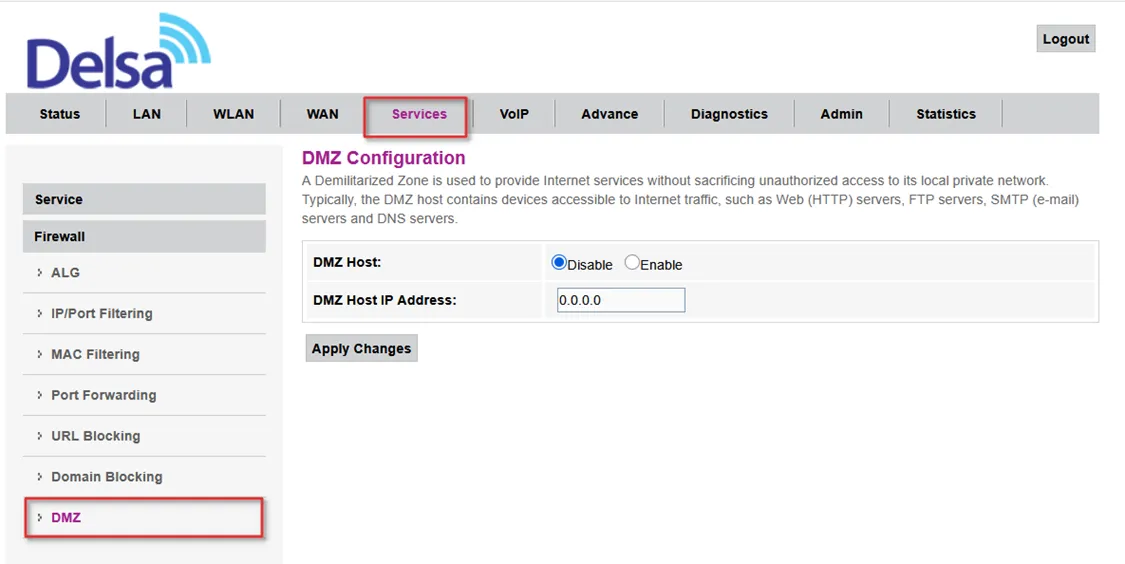 Delsa
Logout
Status LAN WLAN WAN Services VoIP Advance Diagnostics Admin Statistics
Service
Firewall
ALG
IP/Port Filtering
MAC Filtering
Port Forwarding
URL Blocking
Domain Blocking
DMZ
DMZ Configuration
A Demilitarized Zone is used to provide Internet services without sacrificing unauthorized access to its local private network.
Typically, the DMZ host contains devices accessible to Internet traffic, such as Web (HTTP) servers, FTP servers, SMTP (e-mail)
servers and DNS servers.
DMZ Host: Disable Enable
DMZ Host IP Address: 0.0.0.0
Apply Changes